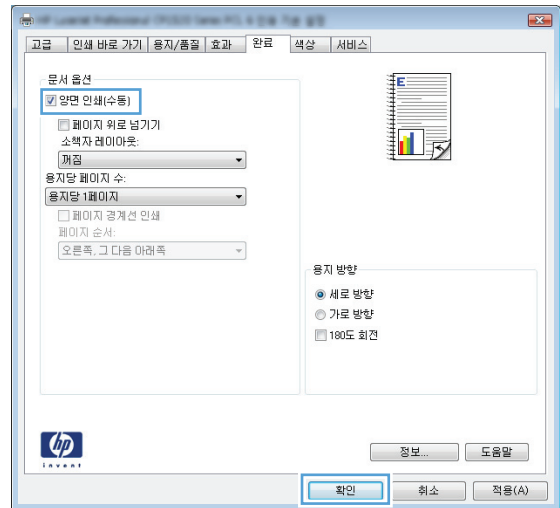 고급 인쇄 바로 가기 용지/품질 효과 완료 색상 서비스
문서 옵션
양면 인쇄(수동)
페이지 위로 넘기기
소책자 레이아웃:
꺼짐
용지당 페이지 수:
용지당 1페이지
페이지 경계선 인쇄
페이지 순서:
오른쪽, 그 다음 아래쪽
E
용지 방향
세로 방향
가로 방향
180도 회전
hp
invent
정보... 도움말
확인 취소 적용(A)